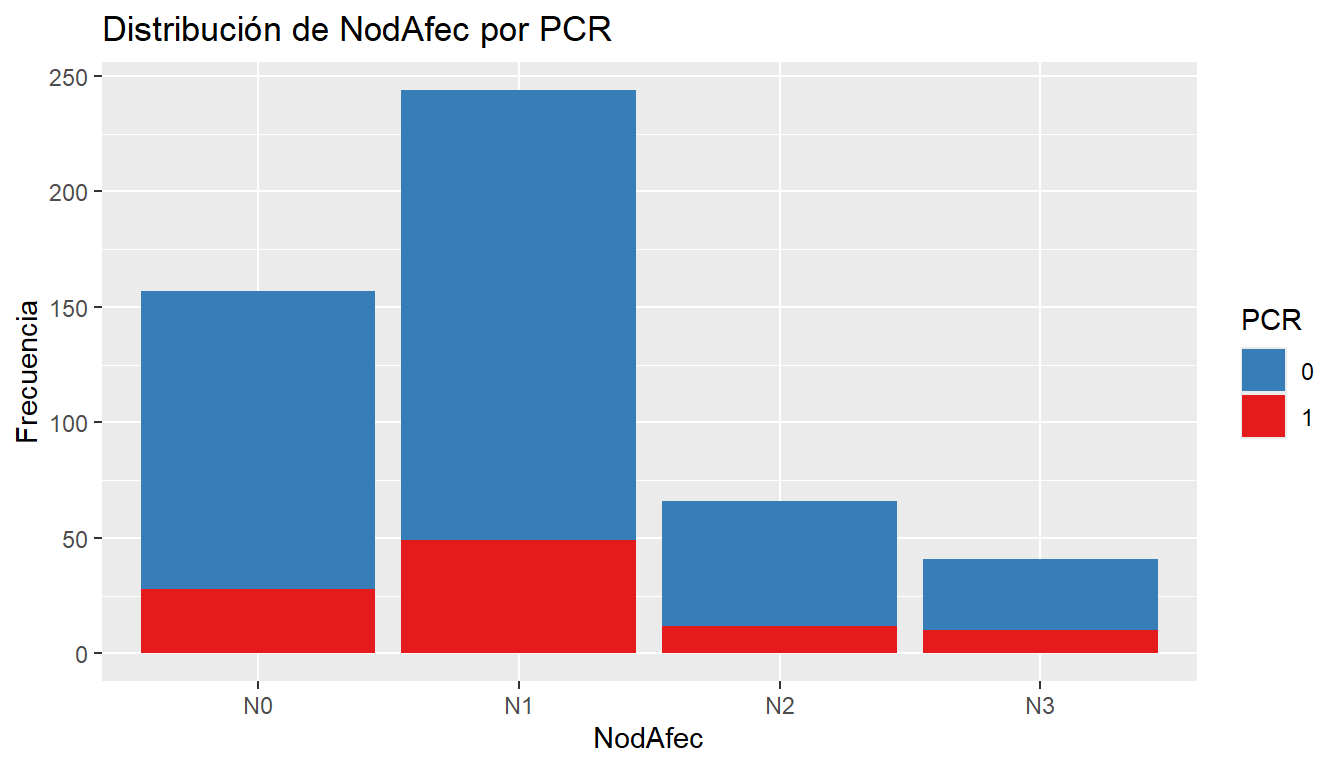 Distribución de NodAfec por PCR
250
200
150
100
50
0
Frecuencia
N0
N1
N2
N3
NodAfec
PCR
0
1